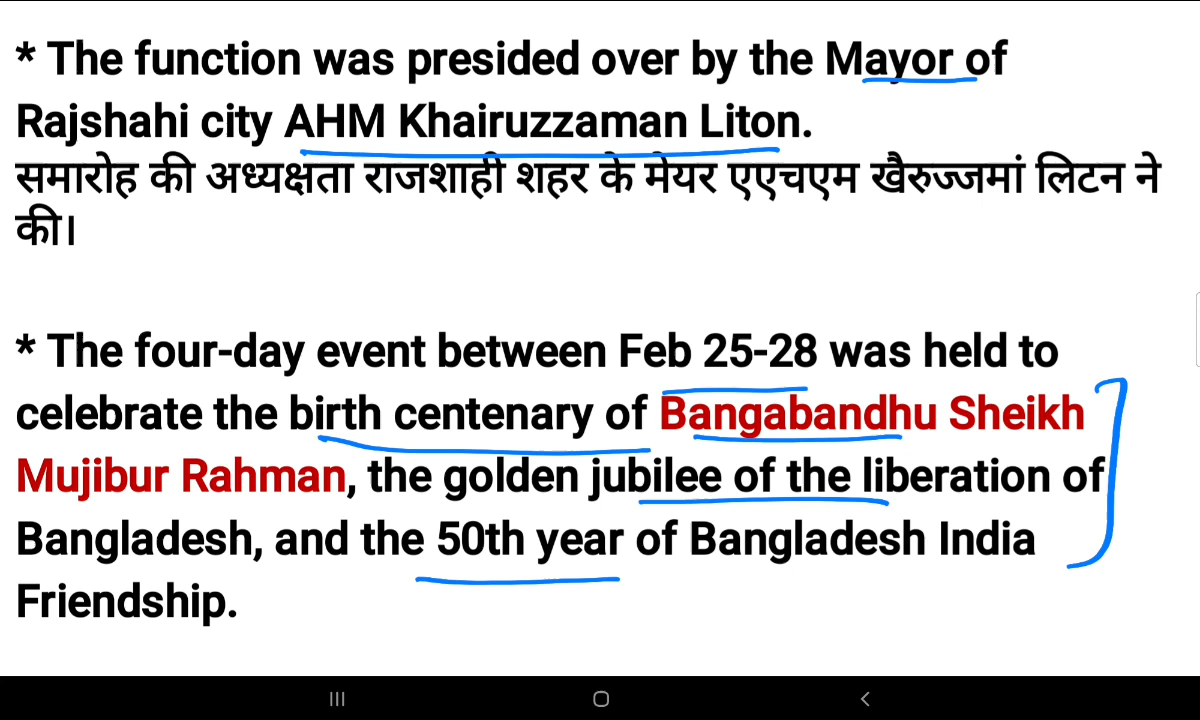 * The function was presided over by the Mayor of
Rajshahi city AHM Khairuzzaman Liton.
समारोह की अध्यक्षता राजशाही शहर के मेयर एएचएम खैरुज्जमां लिटन ने
की।
* The four-day event between Feb 25-28 was held to
celebrate the birth centenary of Bangabandhu Sheikh
Mujibur Rahman, the golden jubilee of the liberation of
Bangladesh, and the 50th year of Bangladesh India
Friendship.